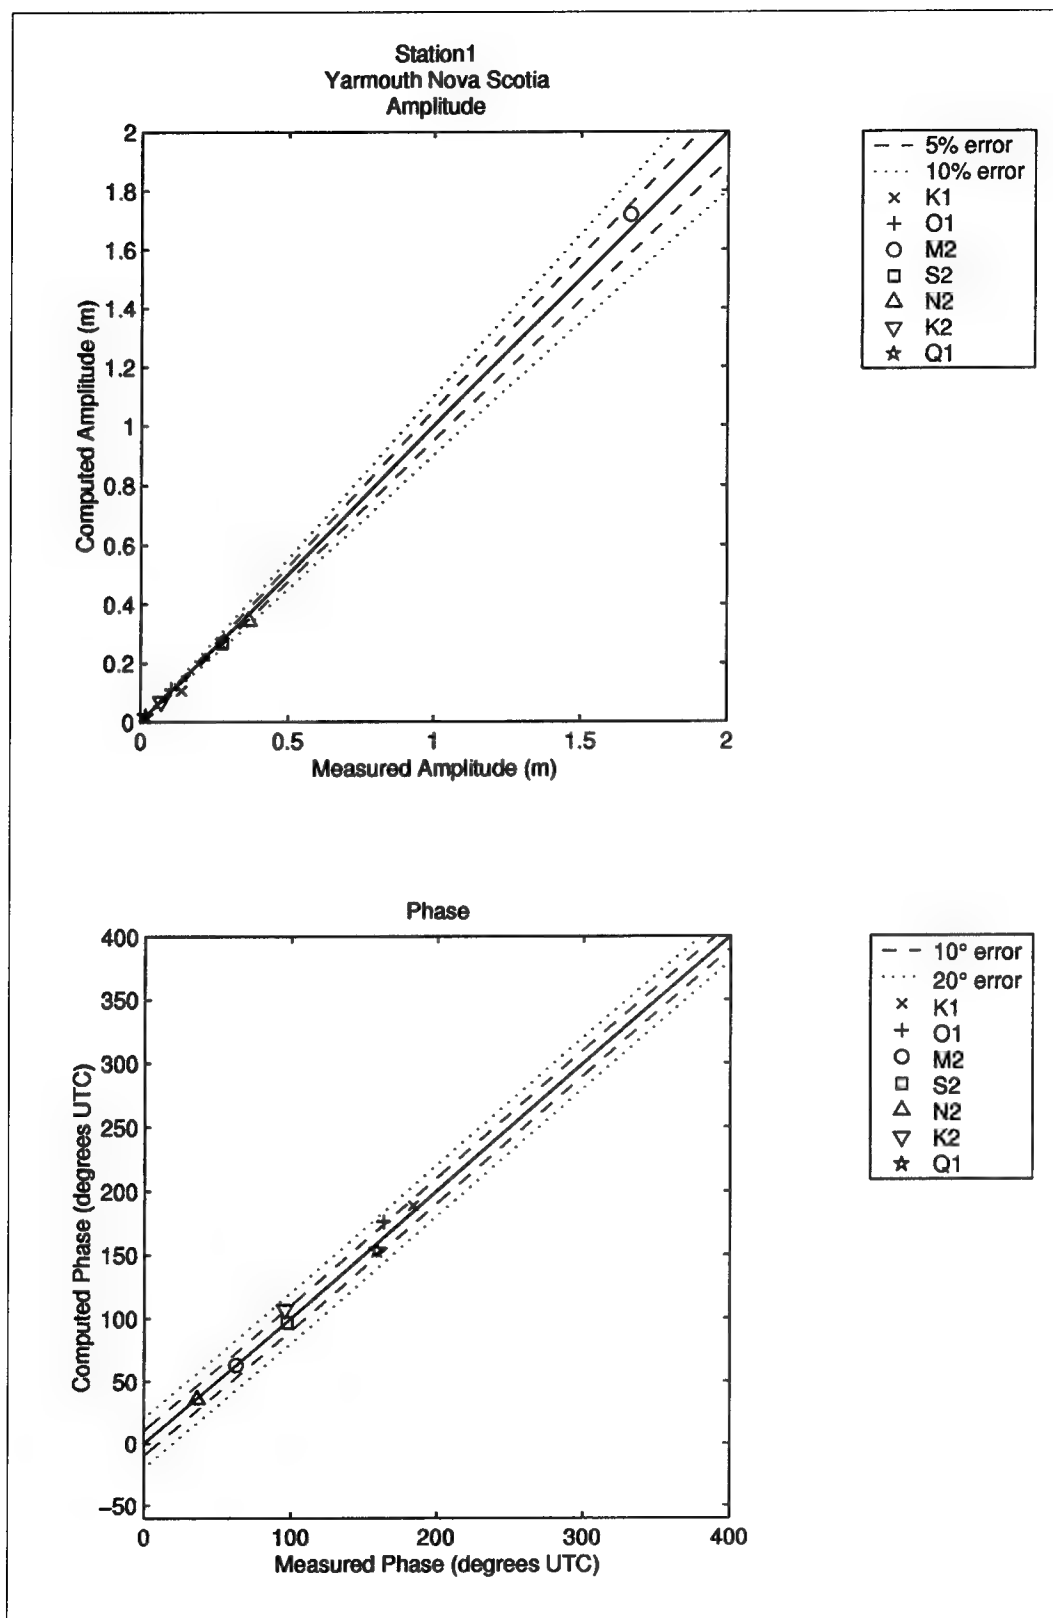 Station1
Yarmouth Nova Scotia
Amplitude
2
1.8
1.6
1.4
1.2
1
0.8
0.6
0.4
0.2
0
Computed Amplitude (m)
0 0.5 1 1.5 2
Measured Amplitude (m)
5% error
10% error
K1
O1
M2
S2
N2
K2
Q1
Phase
400
350
300
250
200
150
100
50
0
−50
Computed Phase (degrees UTC)
0 100 200 300 400
Measured Phase (degrees UTC)
10° error
20° error
K1
O1
M2
S2
N2
K2
Q1